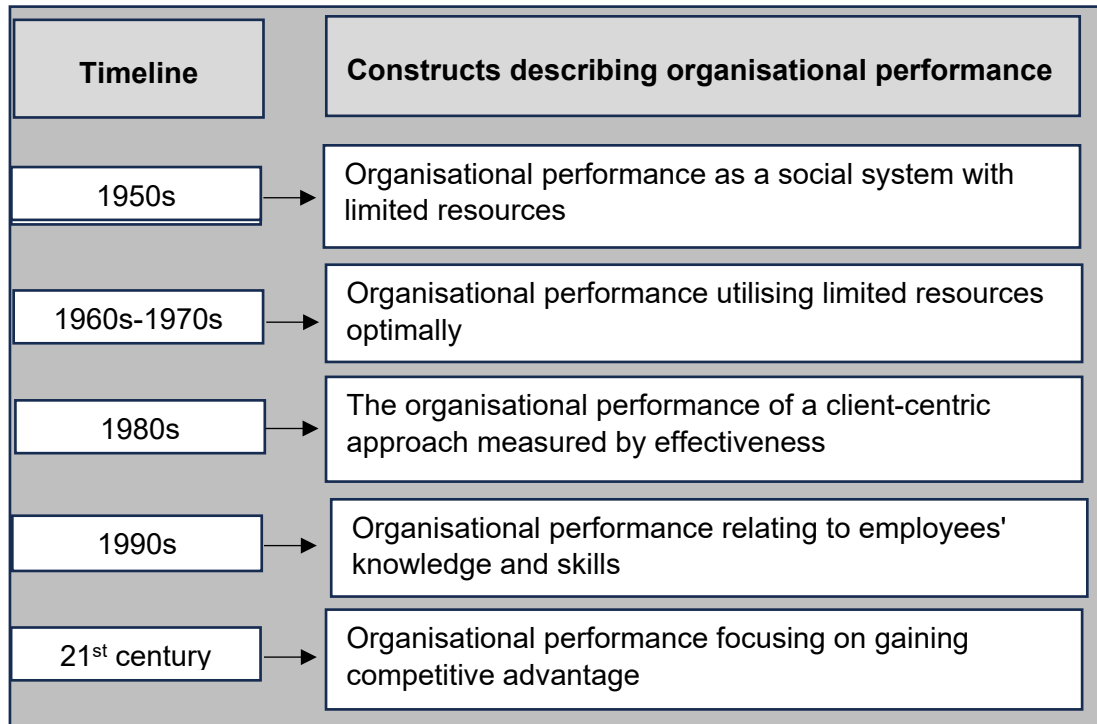 Timeline
Constructs describing organisational performance
1950s
Organisational performance as a social system with
limited resources
1960s-1970s
Organisational performance utilising limited resources
optimally
1980s
The organisational performance of a client-centric
approach measured by effectiveness
1990s
Organisational performance relating to employees'
knowledge and skills
21st century
Organisational performance focusing on gaining
competitive advantage